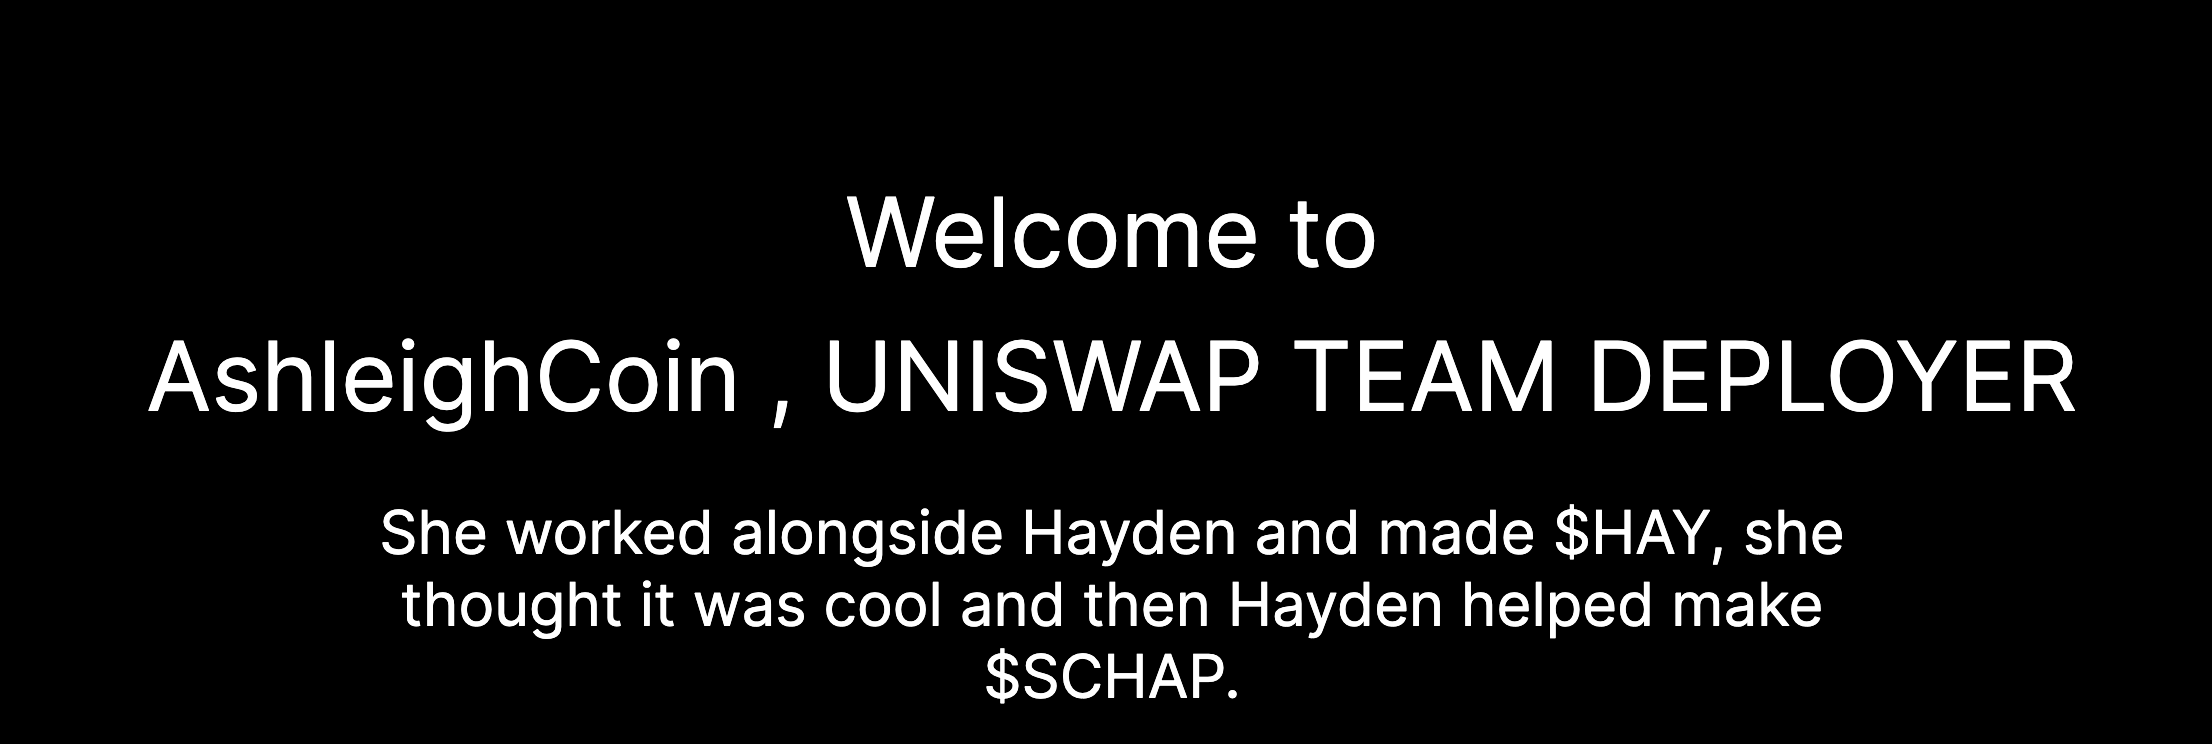 Welcome to
AshleighCoin , UNISWAP TEAM DEPLOYER
She worked alongside Hayden and made $HAY, she
thought it was cool and then Hayden helped make
$SCHAP.